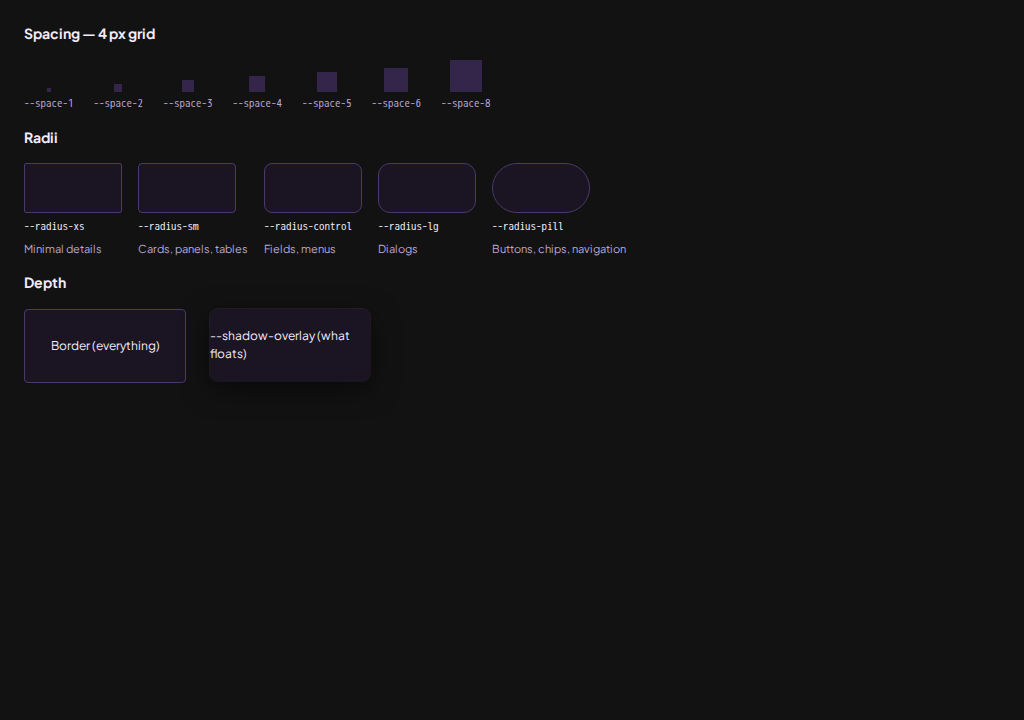 Spacing — 4 px grid
--space-1 --space-2 --space-3 --space-4 --space-5 --space-6 --space-8
Radii
--radius-xs --radius-sm --radius-control --radius-lg --radius-pill
Minimal details Cards, panels, tables Fields, menus Dialogs Buttons, chips, navigation
Depth
Border (everything)
--shadow-overlay (what
floats)